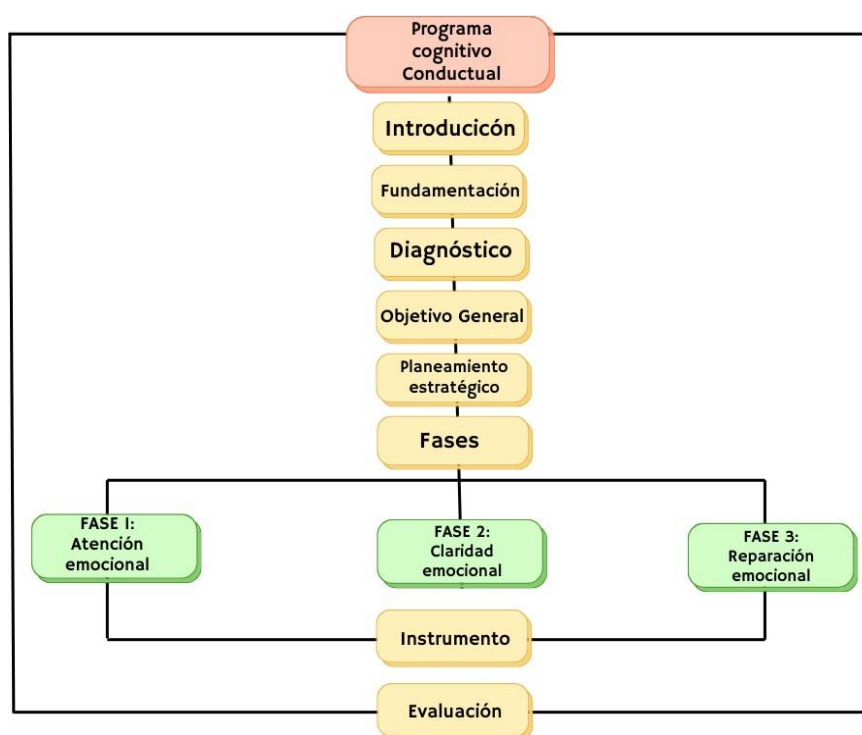 Programa
cognitivo
Conductual
Introducicón
Fundamentación
Diagnóstico
Objetivo General
Planeamiento
estratégico
Fases
FASE I:
Atención
emocional
FASE 2:
Claridad
emocional
FASE 3:
Reparación
emocional
Instrumento
Evaluación